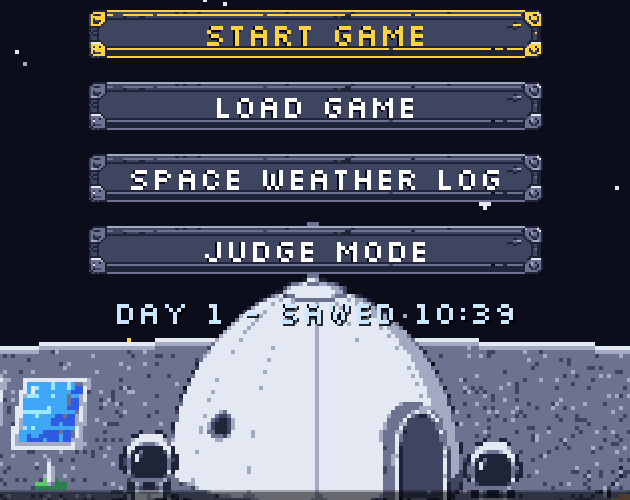 START GAME
LOAD GAME
SPACE WEATHER LOG
JUDGE MODE
DAY 1 - SAVED 10:39